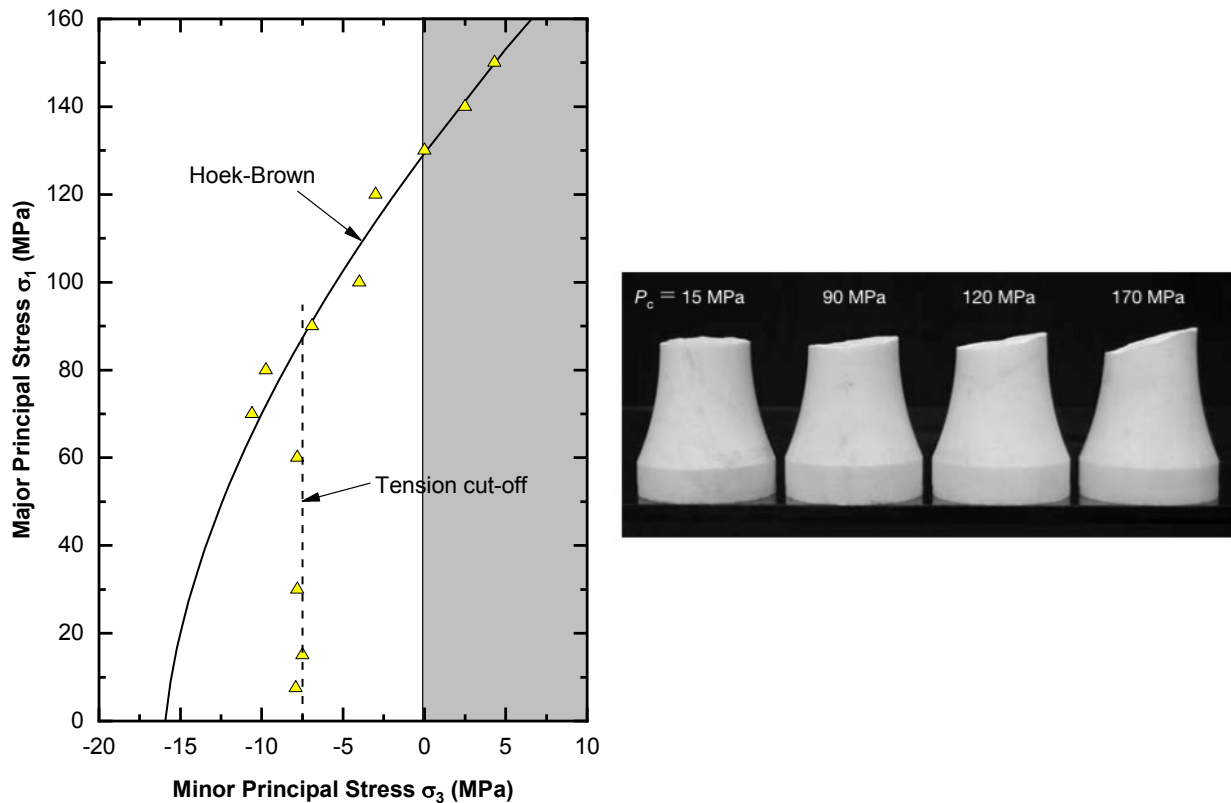 160
140
120
100
80
60
40
20
0
-20 -15 -10 -5 0 5 10
Major Principal Stress σ1 (MPa)
Minor Principal Stress σ3 (MPa)
Hoek-Brown
Tension cut-off
Pc = 15 MPa 90 MPa 120 MPa 170 MPa